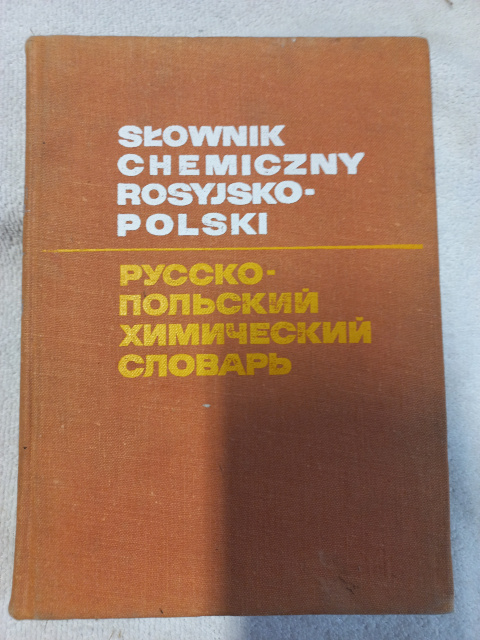 SŁOWNIK
CHEMICZNY
ROSYJSKO-
POLSKI
РУССКО-
ПОЛЬСКИЙ
ХИМИЧЕСКИЙ
СЛОВАРЬ